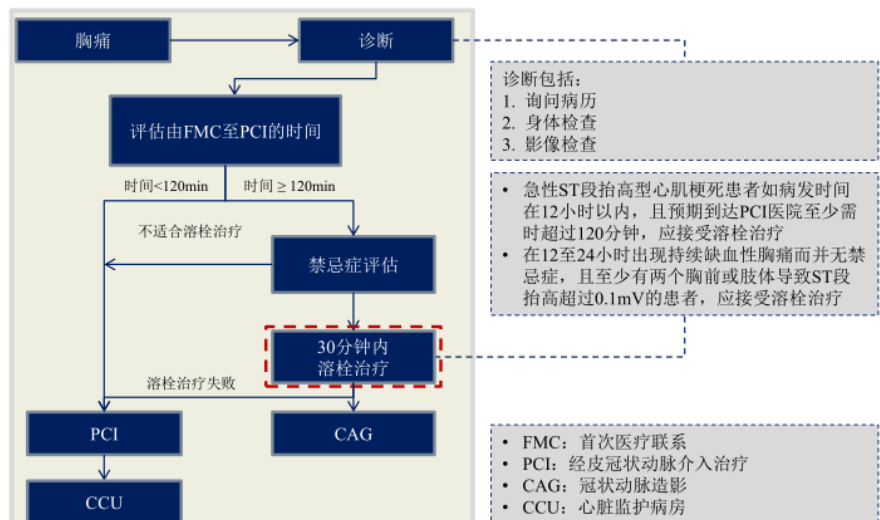 胸痛
诊断
诊断包括：
1. 询问病历
2. 身体检查
3. 影像检查
评估由FMC至PCI的时间
时间<120min
时间 ≥ 120min
不适合溶栓治疗
禁忌症评估
• 急性ST段抬高型心肌梗死患者如病发时间
在12小时以内，且预期到达PCI医院至少需
时超过120分钟，应接受溶栓治疗
• 在12至24小时出现持续缺血性胸痛而并无禁
忌症，且至少有两个胸前或肢体导致ST段
抬高超过0.1mV的患者，应接受溶栓治疗
30分钟内
溶栓治疗
溶栓治疗失败
PCI
CAG
CCU
• FMC：首次医疗联系
• PCI：经皮冠状动脉介入治疗
• CAG：冠状动脉造影
• CCU：心脏监护病房